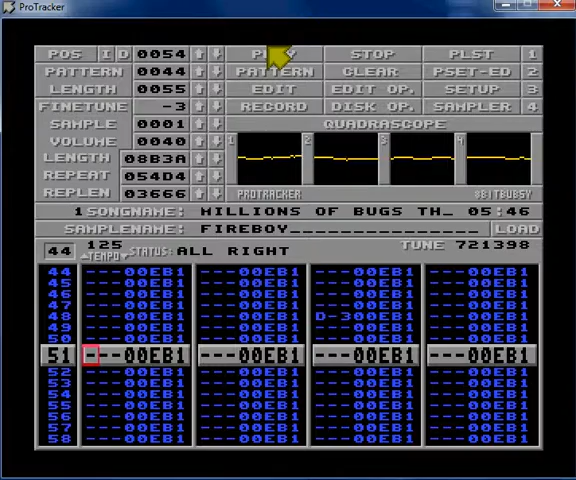 ProTracker
POS I D 0054 STOP PLST 1
PATTERN 0044 PATTERN CLEAR PSET-ED 2
LENGTH 0055 EDIT EDIT OP. SETUP 3
FINETUNE -3 RECORD DISK OP. SAMPLER 4
SAMPLE 0001 QUADRASCOPE
VOLUME 0040 1 2 3 4
LENGTH 08B3A
REPEAT 054D4
REPLEN 03666 PROTRACKER 8BITBUBSY
1 SONGNAME: MILLIONS OF BUGS TH_ 05:46
SAMPLENAME: FIREBOY________________ LOAD
44 125 TEMPO STATUS: ALL RIGHT TUNE 721398
44 ---00EB1 ---00EB1 ---00EB1 ---00EB1
45 ---00EB1 ---00EB1 ---00EB1 ---00EB1
46 ---00EB1 ---00EB1 ---00EB1 ---00EB1
47 ---00EB1 ---00EB1 ---00EB1 ---00EB1
48 ---00EB1 ---00EB1 D-300EB1 ---00EB1
49 ---00EB1 ---00EB1 ---00EB1 ---00EB1
50 ---00EB1 ---00EB1 ---00EB1 ---00EB1
51 ---00EB1 ---00EB1 ---00EB1 ---00EB1
52 ---00EB1 ---00EB1 ---00EB1 ---00EB1
53 ---00EB1 ---00EB1 ---00EB1 ---00EB1
54 ---00EB1 ---00EB1 ---00EB1 ---00EB1
55 ---00EB1 ---00EB1 ---00EB1 ---00EB1
56 ---00EB1 ---00EB1 ---00EB1 ---00EB1
57 ---00EB1 ---00EB1 ---00EB1 ---00EB1
58 ---00EB1 ---00EB1 ---00EB1 ---00EB1